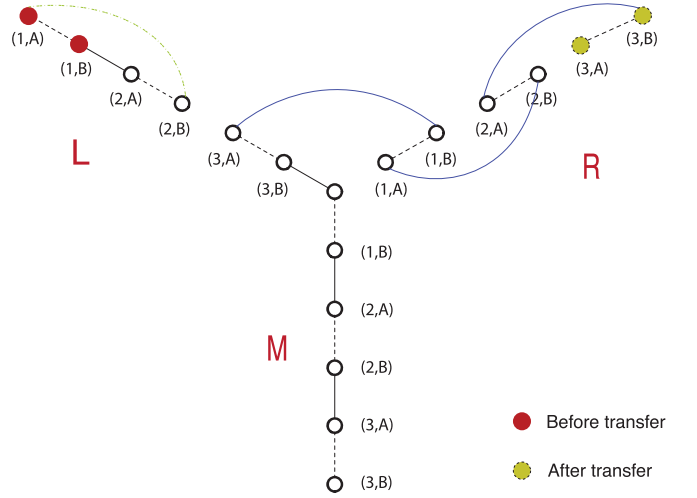 (1,A)
(1,B)
(2,A)
(2,B)
(3,A)
(3,B)
L
(3,B)
(3,A)
(2,B)
(2,A)
(1,B)
(1,A)
R
(1,B)
(2,A)
(2,B)
(3,A)
(3,B)
M
Before transfer
After transfer